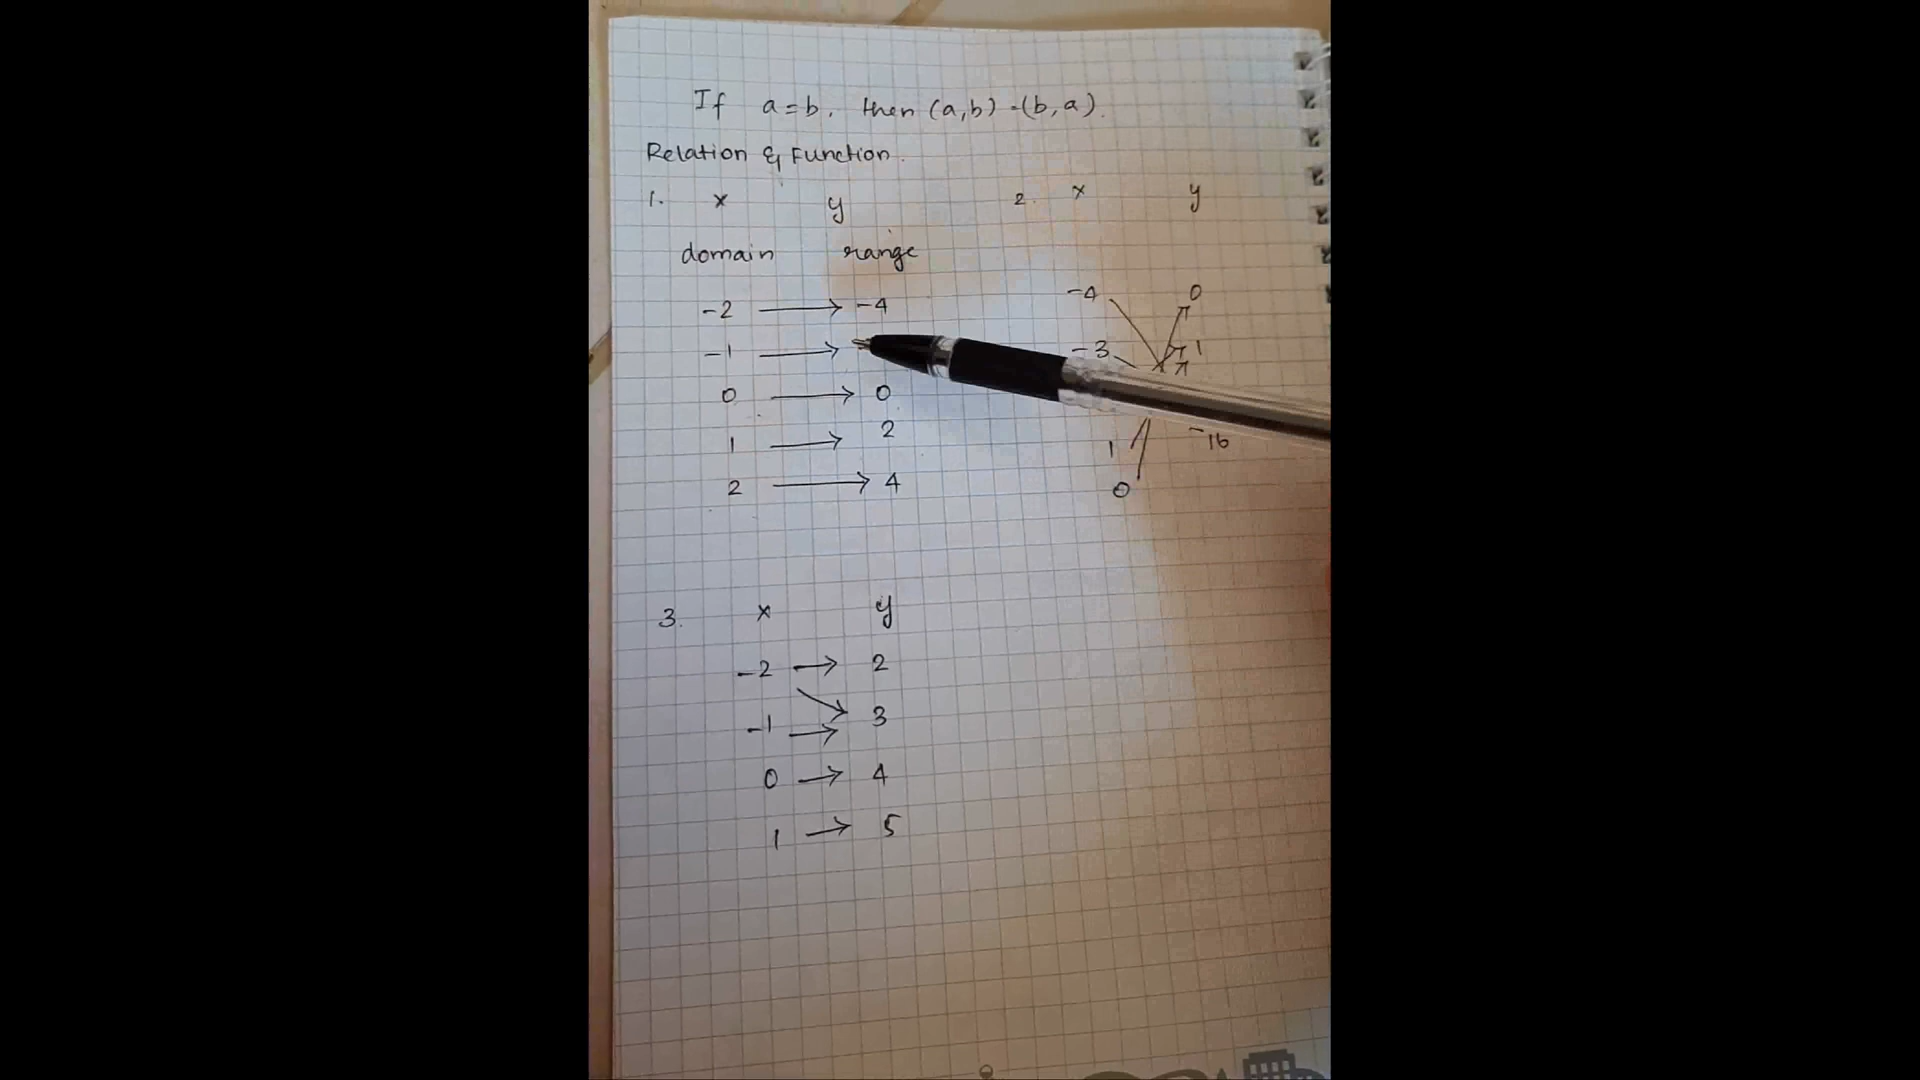 If a=b, then (a,b) =(b,a).
Relation & Function.
1. x y
domain range
-2 → -4
-1 →
0 → 0
1 → 2
2 → 4
2. x y
-4 0
-3 1
1 -16
0
3. x y
-2 → 2
-1 → 3
0 → 4
1 → 5